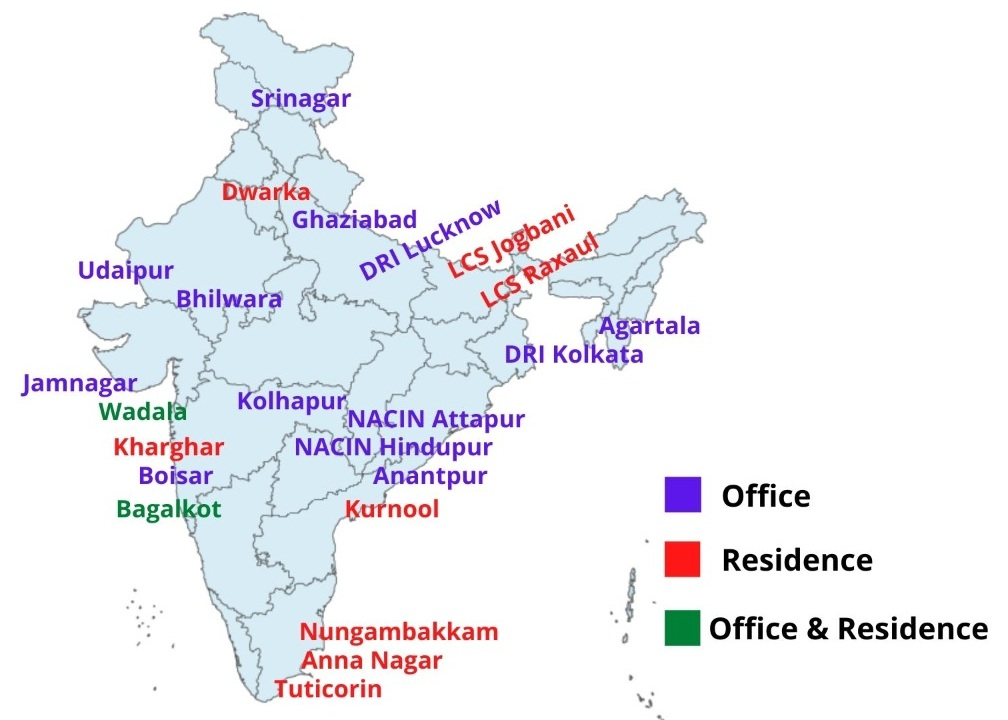 Srinagar
Dwarka
Ghaziabad
DRI Lucknow
LCS Jogbani
LCS Raxaul
Udaipur
Bhilwara
Agartala
DRI Kolkata
Jamnagar
Wadala
Kolhapur
NACIN Attapur
Kharghar
NACIN Hindupur
Boisar
Anantpur
Bagalkot
Kurnool
Office
Residence
Office & Residence
Nungambakkam
Anna Nagar
Tuticorin